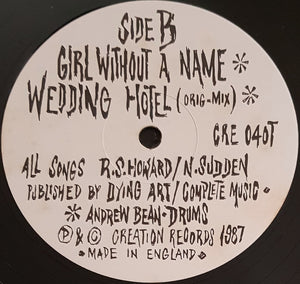 SIDE B
GIRL WITHOUT A NAME *
WEDDING HOTEL (ORIG-MIX) *
CRE 040T
ALL SONGS R.S. HOWARD/N. SUDDEN
PUBLISHED BY DYING ART/COMPLETE MUSIC.
* ANDREW BEAN-DRUMS
Ⓟ & © CREATION RECORDS 1987
• MADE IN ENGLAND •